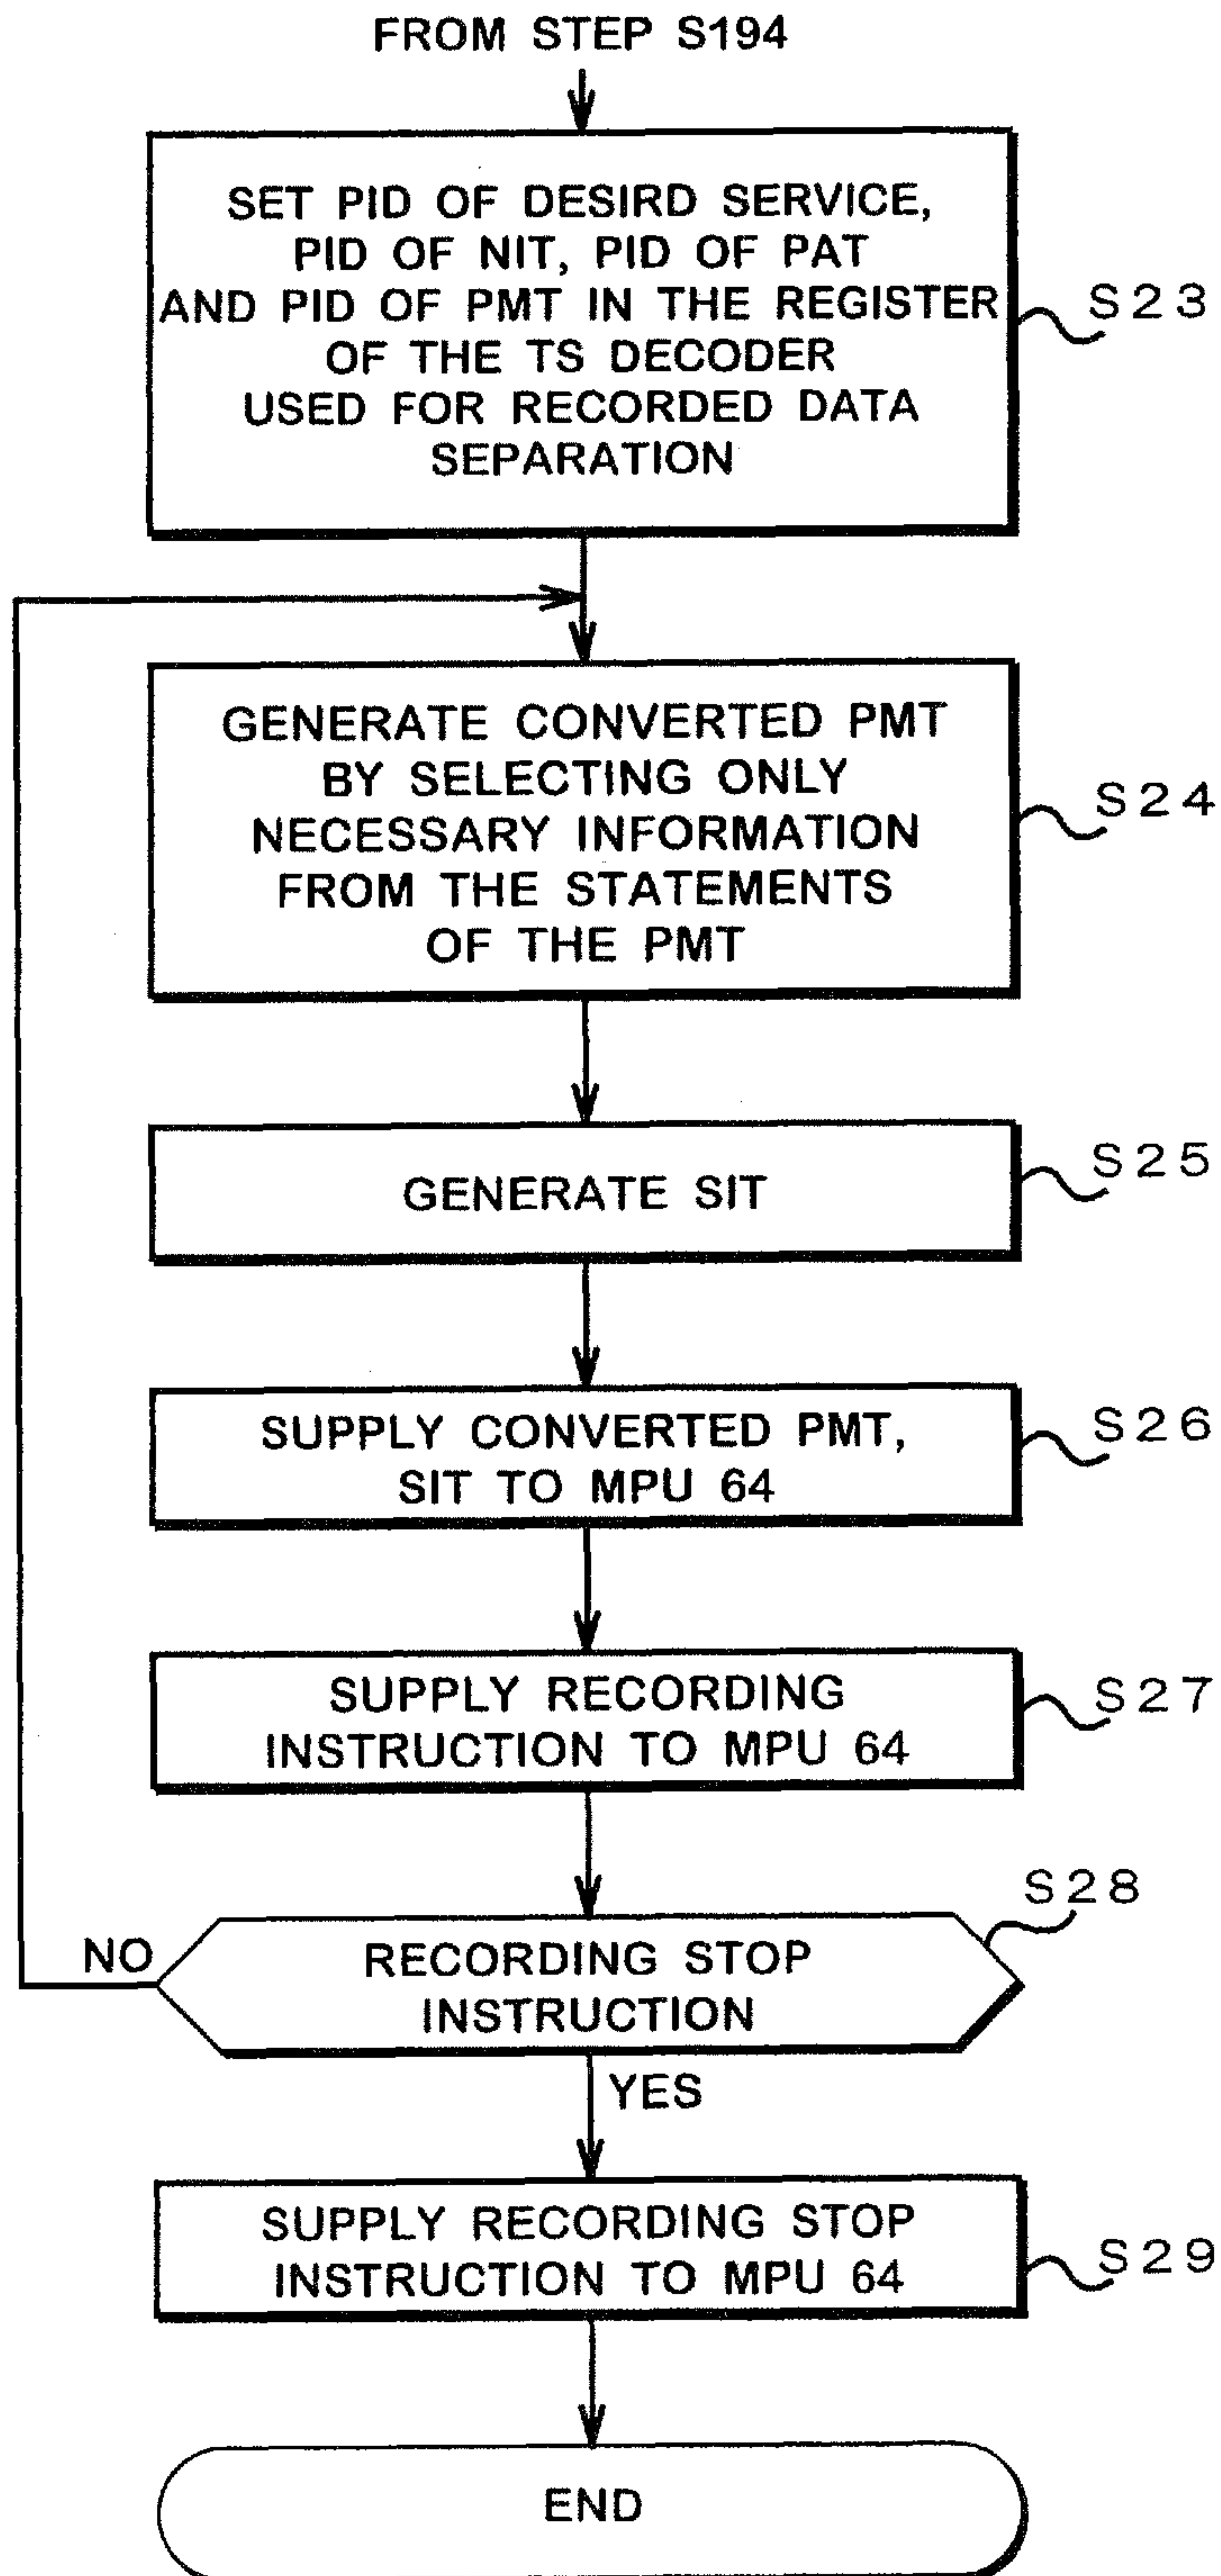 FROM STEP S194
SET PID OF DESIRD SERVICE,
PID OF NIT, PID OF PAT
AND PID OF PMT IN THE REGISTER
OF THE TS DECODER
USED FOR RECORDED DATA
SEPARATION
S23
GENERATE CONVERTED PMT
BY SELECTING ONLY
NECESSARY INFORMATION
FROM THE STATEMENTS
OF THE PMT
S24
GENERATE SIT
S25
SUPPLY CONVERTED PMT,
SIT TO MPU 64
S26
SUPPLY RECORDING
INSTRUCTION TO MPU 64
S27
S28
NO
RECORDING STOP
INSTRUCTION
YES
SUPPLY RECORDING STOP
INSTRUCTION TO MPU 64
S29
END